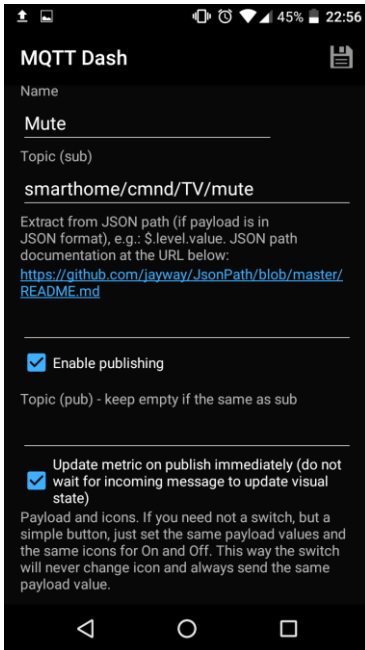 45% 22:56
MQTT Dash
Name
Mute
Topic (sub)
smarthome/cmnd/TV/mute
Extract from JSON path (if payload is in
JSON format), e.g.: $.level.value. JSON path
documentation at the URL below:
https://github.com/jayway/JsonPath/blob/master/
README.md
Enable publishing
Topic (pub) - keep empty if the same as sub
Update metric on publish immediately (do not
wait for incoming message to update visual
state)
Payload and icons. If you need not a switch, but a
simple button, just set the same payload values and
the same icons for On and Off. This way the switch
will never change icon and always send the same
payload value.